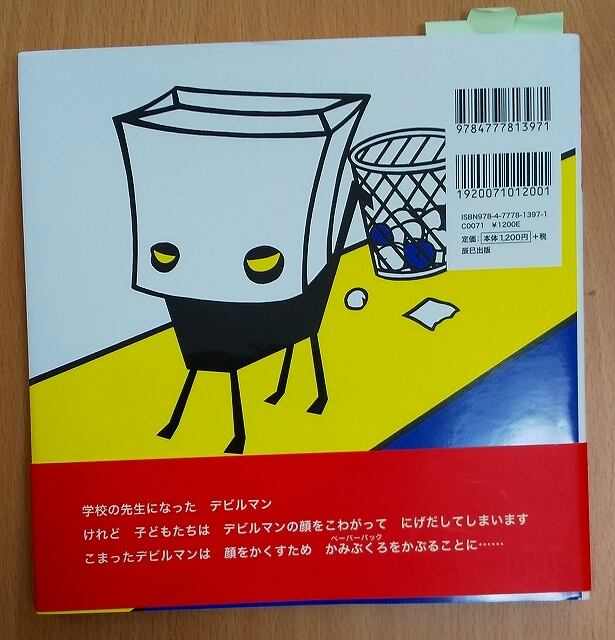 9784777813971
1920071012001
ISBN978-4-7778-1397-1
C0071 ¥1200E
定価: 本体1,200円 +税
辰巳出版
学校の先生になった デビルマン
けれど 子どもたちは デビルマンの顔をこわがって にげだしてしまいます
ペーパーバック
こまったデビルマンは 顔をかくすため かみぶくろをかぶることに……